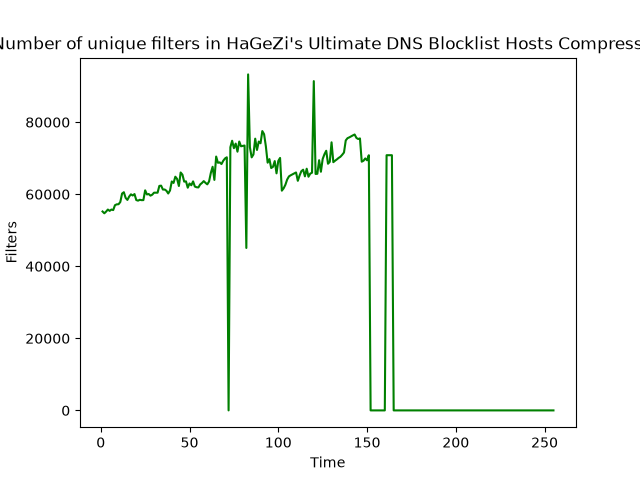 Number of unique filters in HaGeZi's Ultimate DNS Blocklist Hosts Compress
80000
60000
40000
20000
0
Filters
0 50 100 150 200 250
Time